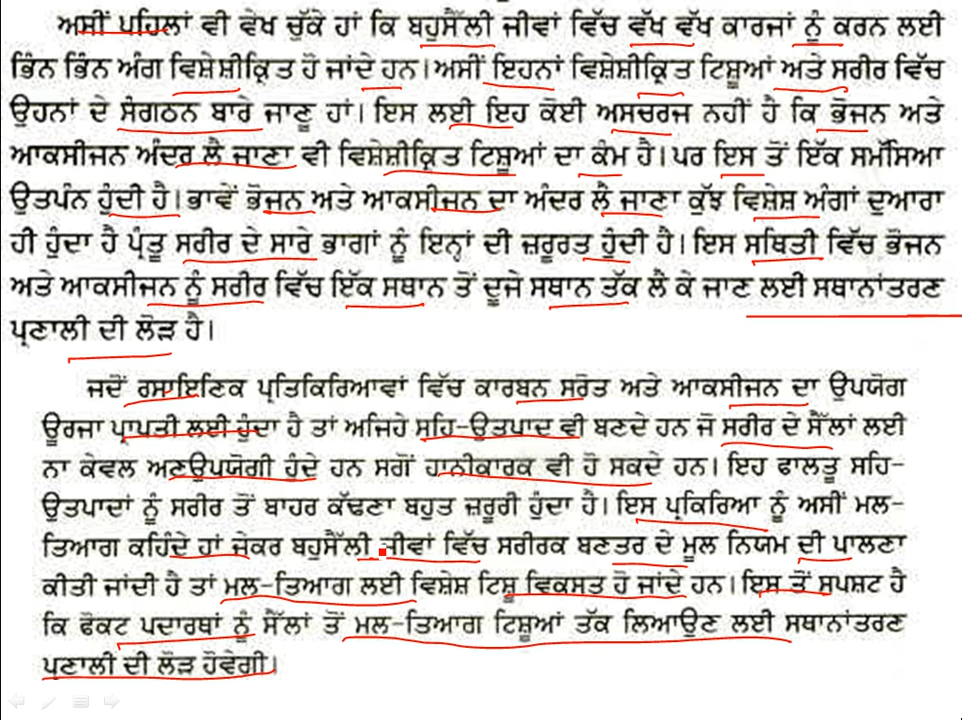 ਅਸੀਂ ਪਹਿਲਾਂ ਵੀ ਵੇਖ ਚੁੱਕੇ ਹਾਂ ਕਿ ਬਹੁਸੈੱਲੀ ਜੀਵਾਂ ਵਿੱਚ ਵੱਖ ਵੱਖ ਕਾਰਜਾਂ ਨੂੰ ਕਰਨ ਲਈ
ਭਿੰਨ ਭਿੰਨ ਅੰਗ ਵਿਸ਼ੇਸ਼ੀਕ੍ਰਿਤ ਹੋ ਜਾਂਦੇ ਹਨ। ਅਸੀਂ ਇਹਨਾਂ ਵਿਸ਼ੇਸ਼ੀਕ੍ਰਿਤ ਟਿਸ਼ੂਆਂ ਅਤੇ ਸਰੀਰ ਵਿੱਚ
ਉਹਨਾਂ ਦੇ ਸੰਗਠਨ ਬਾਰੇ ਜਾਣੂ ਹਾਂ। ਇਸ ਲਈ ਇਹ ਕੋਈ ਅਸਚਰਜ ਨਹੀਂ ਹੈ ਕਿ ਭੋਜਨ ਅਤੇ
ਆਕਸੀਜਨ ਅੰਦਰ ਲੈ ਜਾਣਾ ਵੀ ਵਿਸ਼ੇਸ਼ੀਕ੍ਰਿਤ ਟਿਸ਼ੂਆਂ ਦਾ ਕੰਮ ਹੈ। ਪਰ ਇਸ ਤੋਂ ਇੱਕ ਸਮੱਸਿਆ
ਉਤਪੰਨ ਹੁੰਦੀ ਹੈ। ਭਾਵੇਂ ਭੋਜਨ ਅਤੇ ਆਕਸੀਜਨ ਦਾ ਅੰਦਰ ਲੈ ਜਾਣਾ ਕੁੱਝ ਵਿਸ਼ੇਸ਼ ਅੰਗਾਂ ਦੁਆਰਾ
ਹੀ ਹੁੰਦਾ ਹੈ ਪ੍ਰੰਤੂ ਸਰੀਰ ਦੇ ਸਾਰੇ ਭਾਗਾਂ ਨੂੰ ਇਨ੍ਹਾਂ ਦੀ ਜ਼ਰੂਰਤ ਹੁੰਦੀ ਹੈ। ਇਸ ਸਥਿਤੀ ਵਿੱਚ ਭੋਜਨ
ਅਤੇ ਆਕਸੀਜਨ ਨੂੰ ਸਰੀਰ ਵਿੱਚ ਇੱਕ ਸਥਾਨ ਤੋਂ ਦੂਜੇ ਸਥਾਨ ਤੱਕ ਲੈ ਕੇ ਜਾਣ ਲਈ ਸਥਾਨਾਂਤਰਣ
ਪ੍ਰਣਾਲੀ ਦੀ ਲੋੜ ਹੈ।
ਜਦੋਂ ਰਸਾਇਣਿਕ ਪ੍ਰਤਿਕਿਰਿਆਵਾਂ ਵਿੱਚ ਕਾਰਬਨ ਸਰੋਤ ਅਤੇ ਆਕਸੀਜਨ ਦਾ ਉਪਯੋਗ
ਊਰਜਾ ਪ੍ਰਾਪਤੀ ਲਈ ਹੁੰਦਾ ਹੈ ਤਾਂ ਅਜਿਹੇ ਸਹਿ-ਉਤਪਾਦ ਵੀ ਬਣਦੇ ਹਨ ਜੋ ਸਰੀਰ ਦੇ ਸੈੱਲਾਂ ਲਈ
ਨਾ ਕੇਵਲ ਅਣਉਪਯੋਗੀ ਹੁੰਦੇ ਹਨ ਸਗੋਂ ਹਾਨੀਕਾਰਕ ਵੀ ਹੋ ਸਕਦੇ ਹਨ। ਇਹ ਫਾਲਤੂ ਸਹਿ-
ਉਤਪਾਦਾਂ ਨੂੰ ਸਰੀਰ ਤੋਂ ਬਾਹਰ ਕੱਢਣਾ ਬਹੁਤ ਜ਼ਰੂਰੀ ਹੁੰਦਾ ਹੈ। ਇਸ ਪ੍ਰਕਿਰਿਆ ਨੂੰ ਅਸੀਂ ਮਲ-
ਤਿਆਗ ਕਹਿੰਦੇ ਹਾਂ ਜੇਕਰ ਬਹੁਸੈੱਲੀ ਜੀਵਾਂ ਵਿੱਚ ਸਰੀਰਕ ਬਣਤਰ ਦੇ ਮੂਲ ਨਿਯਮ ਦੀ ਪਾਲਣਾ
ਕੀਤੀ ਜਾਂਦੀ ਹੈ ਤਾਂ ਮਲ-ਤਿਆਗ ਲਈ ਵਿਸ਼ੇਸ਼ ਟਿਸ਼ੂ ਵਿਕਸਤ ਹੋ ਜਾਂਦੇ ਹਨ। ਇਸ ਤੋਂ ਸਪਸ਼ਟ ਹੈ
ਕਿ ਫੋਕਟ ਪਦਾਰਥਾਂ ਨੂੰ ਸੈੱਲਾਂ ਤੋਂ ਮਲ-ਤਿਆਗ ਟਿਸ਼ੂਆਂ ਤੱਕ ਲਿਆਉਣ ਲਈ ਸਥਾਨਾਂਤਰਣ
ਪ੍ਰਣਾਲੀ ਦੀ ਲੋੜ ਹੋਵੇਗੀ।